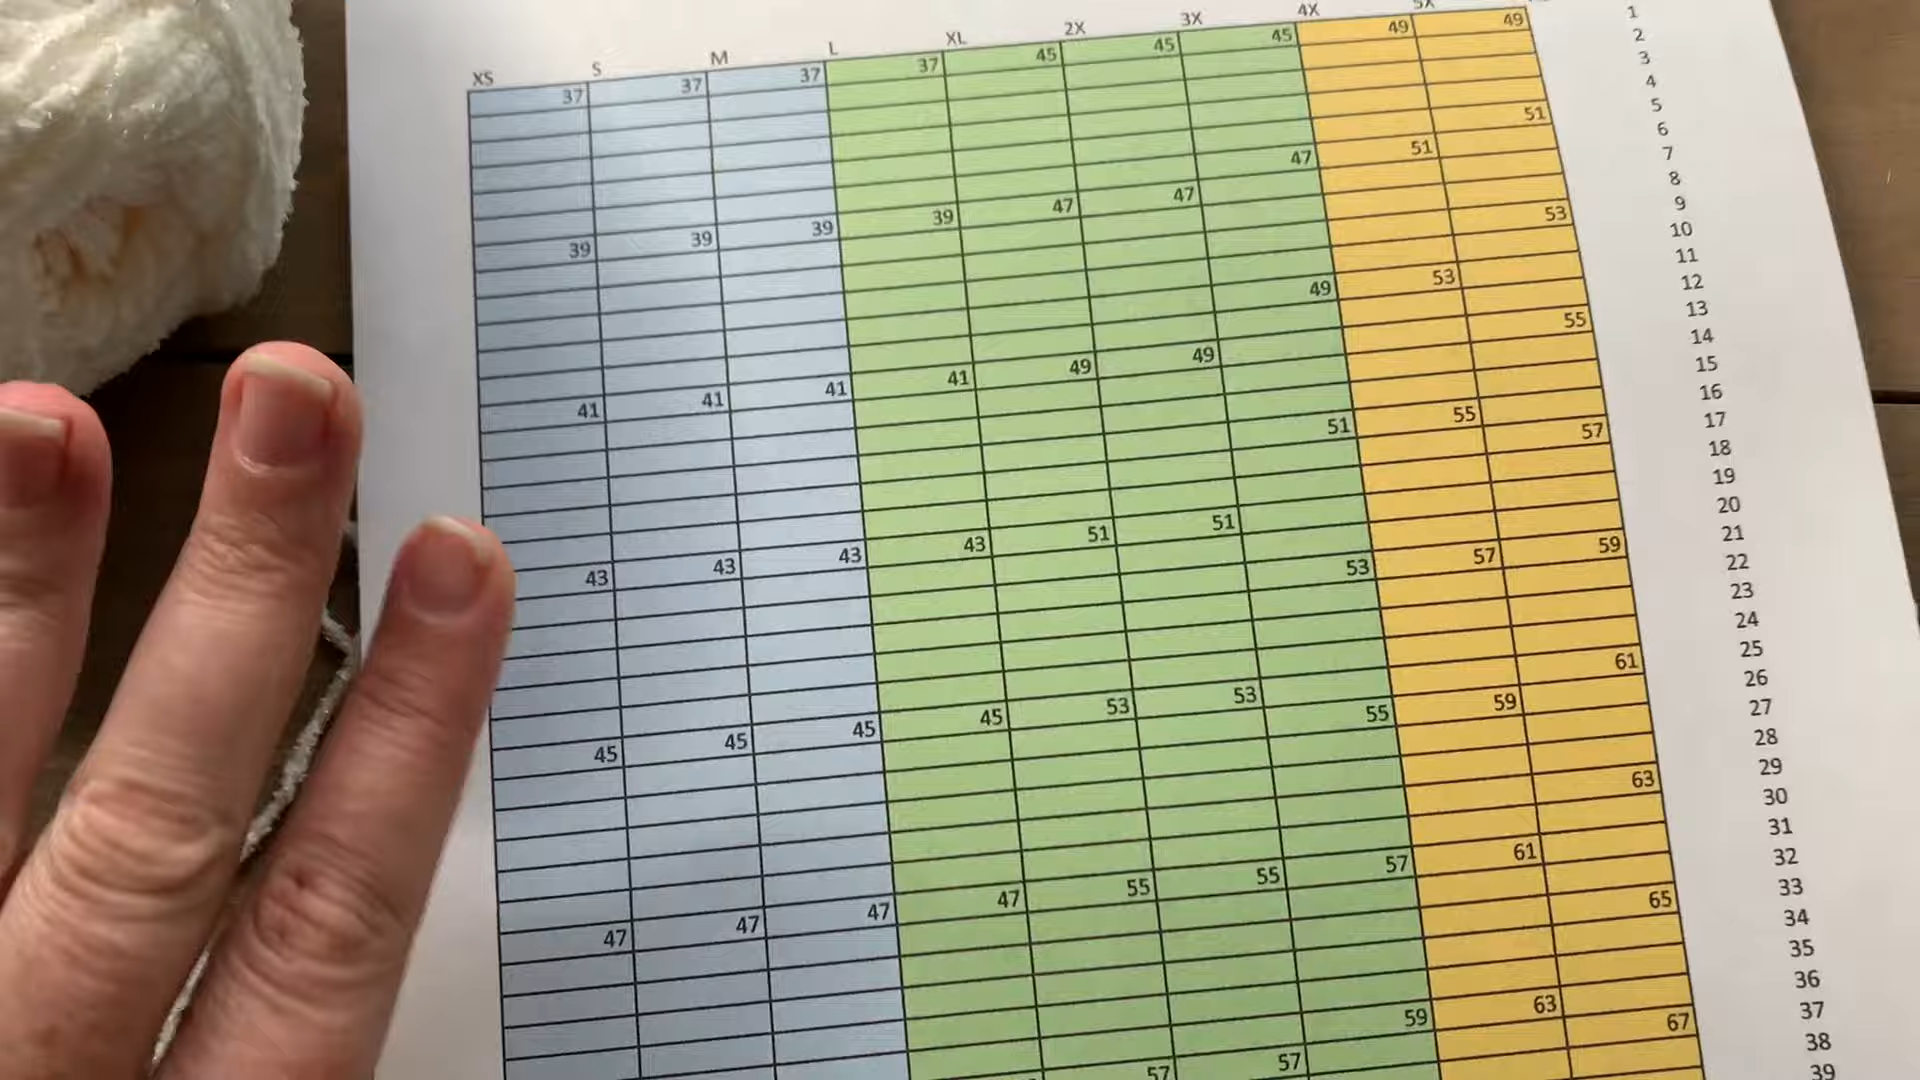 XS S M L XL 2X 3X 4X 5X
37 37 37 37 45 45 45 49 49 1
2
3
4
51 5
47 51 6
39 39 39 39 47 47 7
8
53 9
10
49 53 11
12
41 41 41 41 49 49 55 13
14
15
51 55 16
57 17
18
43 43 43 43 51 51 19
20
53 57 59 21
22
23
24
45 45 45 45 53 53 61 25
55 59 26
27
28
63 29
30
47 47 47 47 55 55 57 61 31
32
65 33
34
35
59 63 36
57 57 67 37
38
39